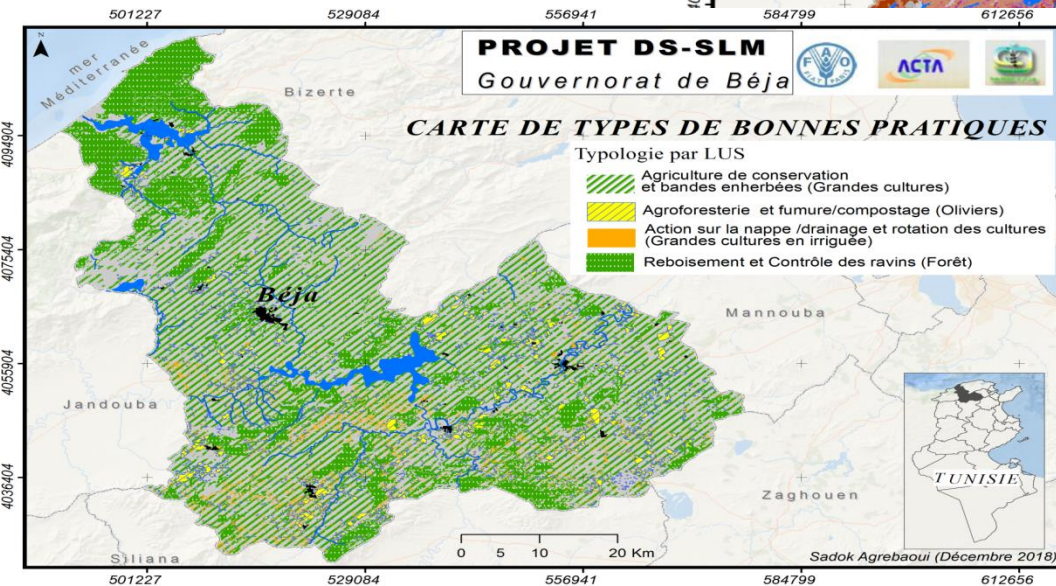 501227 529084 556941 584799 612656
N
mer
Méditerranée
PROJET DS-SLM
Gouvernorat de Béja
FAO
FIAT PANIS
ACTA
Bizerte
CARTE DE TYPES DE BONNES PRATIQUES
Typologie par LUS
Agriculture de conservation
et bandes enherbées (Grandes cultures)
Agroforesterie et fumure/compostage (Oliviers)
Action sur la nappe /drainage et rotation des cultures
(Grandes cultures en irriguée)
Reboisement et Contrôle des ravins (Forêt)
4094904
4075404
4055904
4036404
Béja
Mannouba
Jandouba
TUNISIE
Zaghouen
Siliana
0 5 10 20 Km
Sadok Agrebaoui (Décembre 2018)
501227 529084 556941 584799 612656